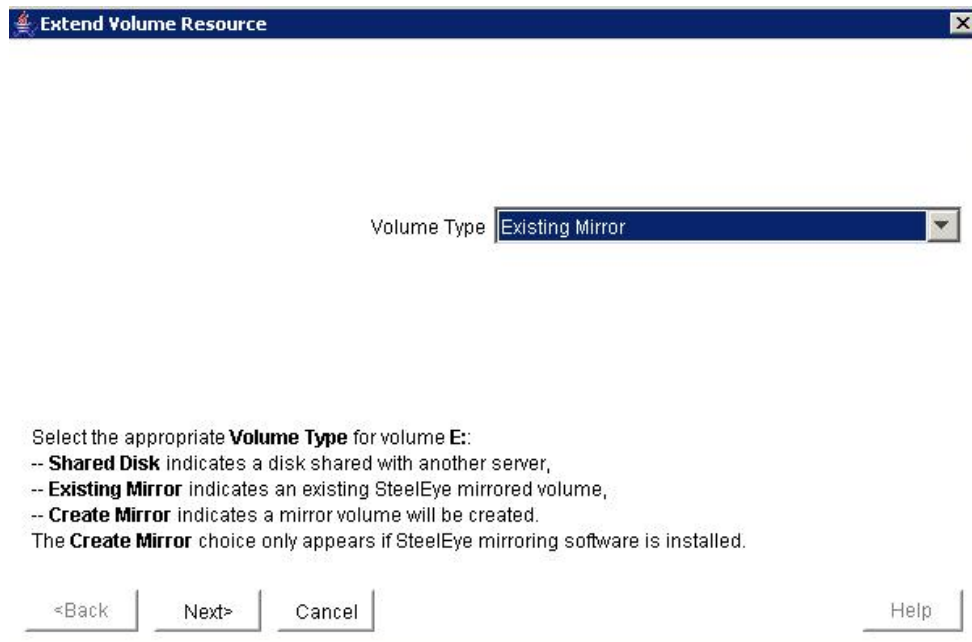 Extend Volume Resource
Volume Type Existing Mirror
Select the appropriate Volume Type for volume E::
-- Shared Disk indicates a disk shared with another server,
-- Existing Mirror indicates an existing SteelEye mirrored volume,
-- Create Mirror indicates a mirror volume will be created.
The Create Mirror choice only appears if SteelEye mirroring software is installed.
<Back Next> Cancel Help